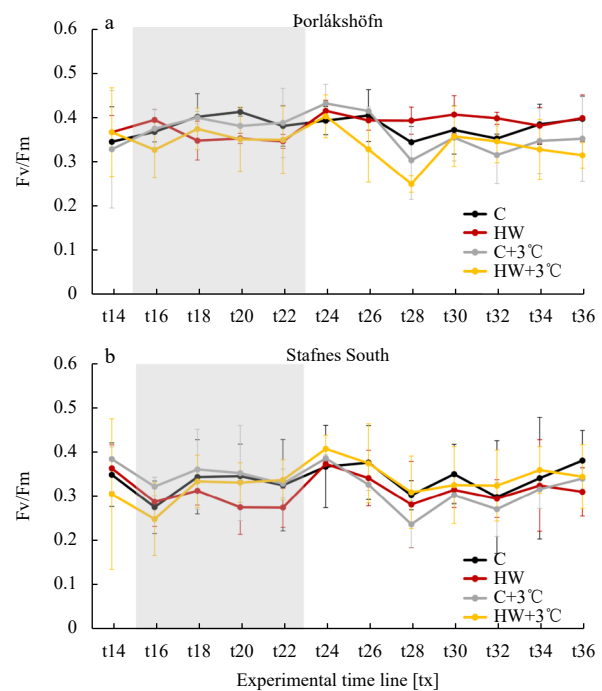 a
Þorlákshöfn
0.6
0.5
0.4
0.3
0.2
0.1
0
Fv/Fm
C
HW
C+3℃
HW+3℃
t14 t16 t18 t20 t22 t24 t26 t28 t30 t32 t34 t36
b
Stafnes South
0.6
0.5
0.4
0.3
0.2
0.1
0
Fv/Fm
C
HW
C+3℃
HW+3℃
t14 t16 t18 t20 t22 t24 t26 t28 t30 t32 t34 t36
Experimental time line [tx]